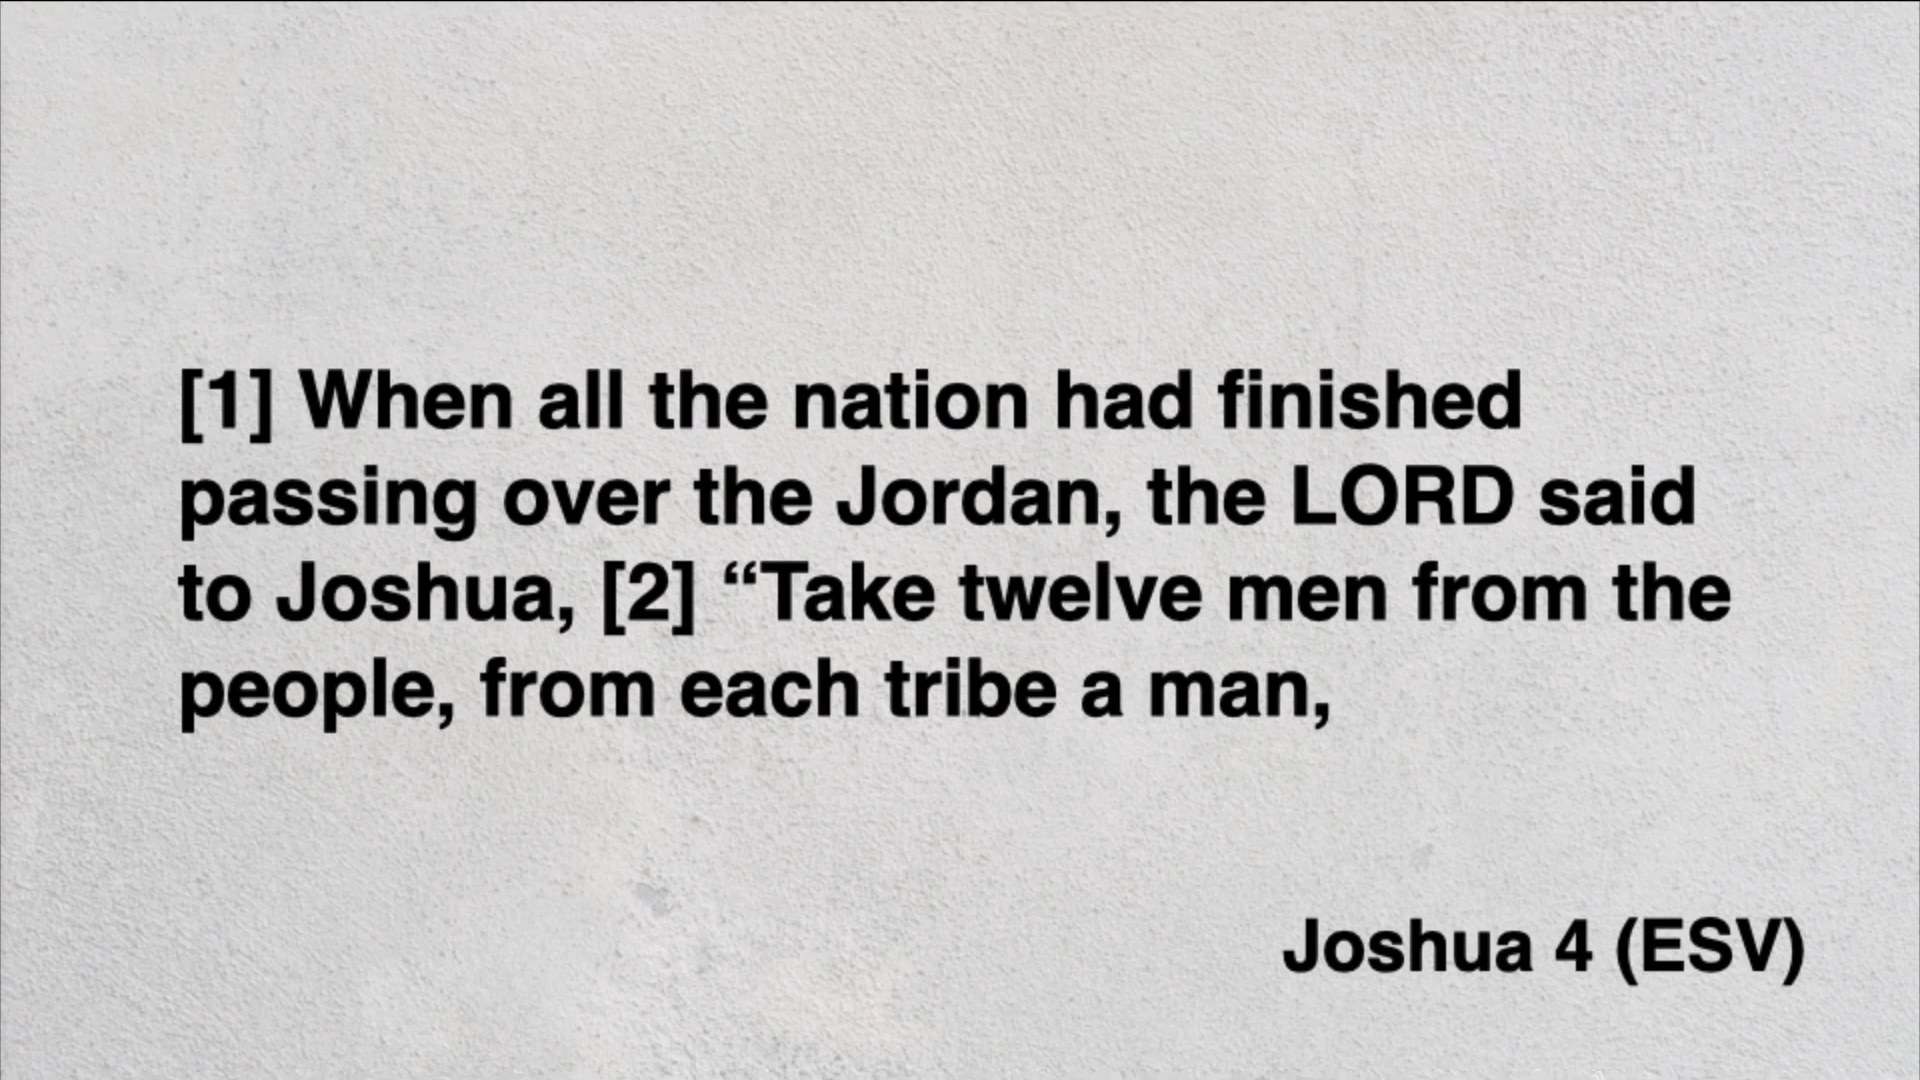 [1] When all the nation had finished
passing over the Jordan, the LORD said
to Joshua, [2] “Take twelve men from the
people, from each tribe a man,
Joshua 4 (ESV)